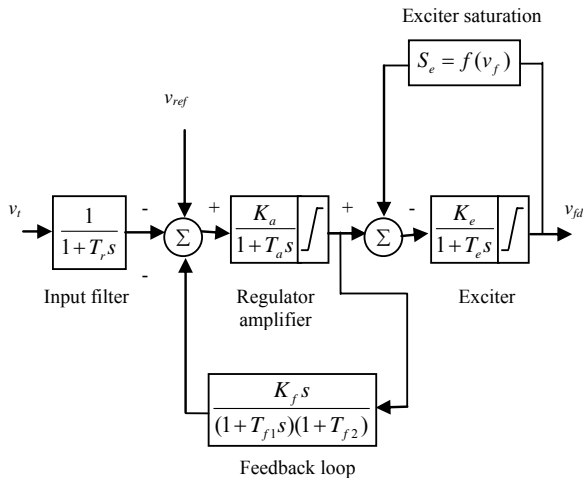 Exciter saturation
S_e = f(v_f)
v_ref
v_t
-
+
+
-
v_fd
1
1+T_r s
Σ
K_a
1+T_a s
Σ
K_e
1+T_e s
-
Input filter
Regulator
amplifier
Exciter
K_f s
(1+T_f1 s)(1+T_f2)
Feedback loop